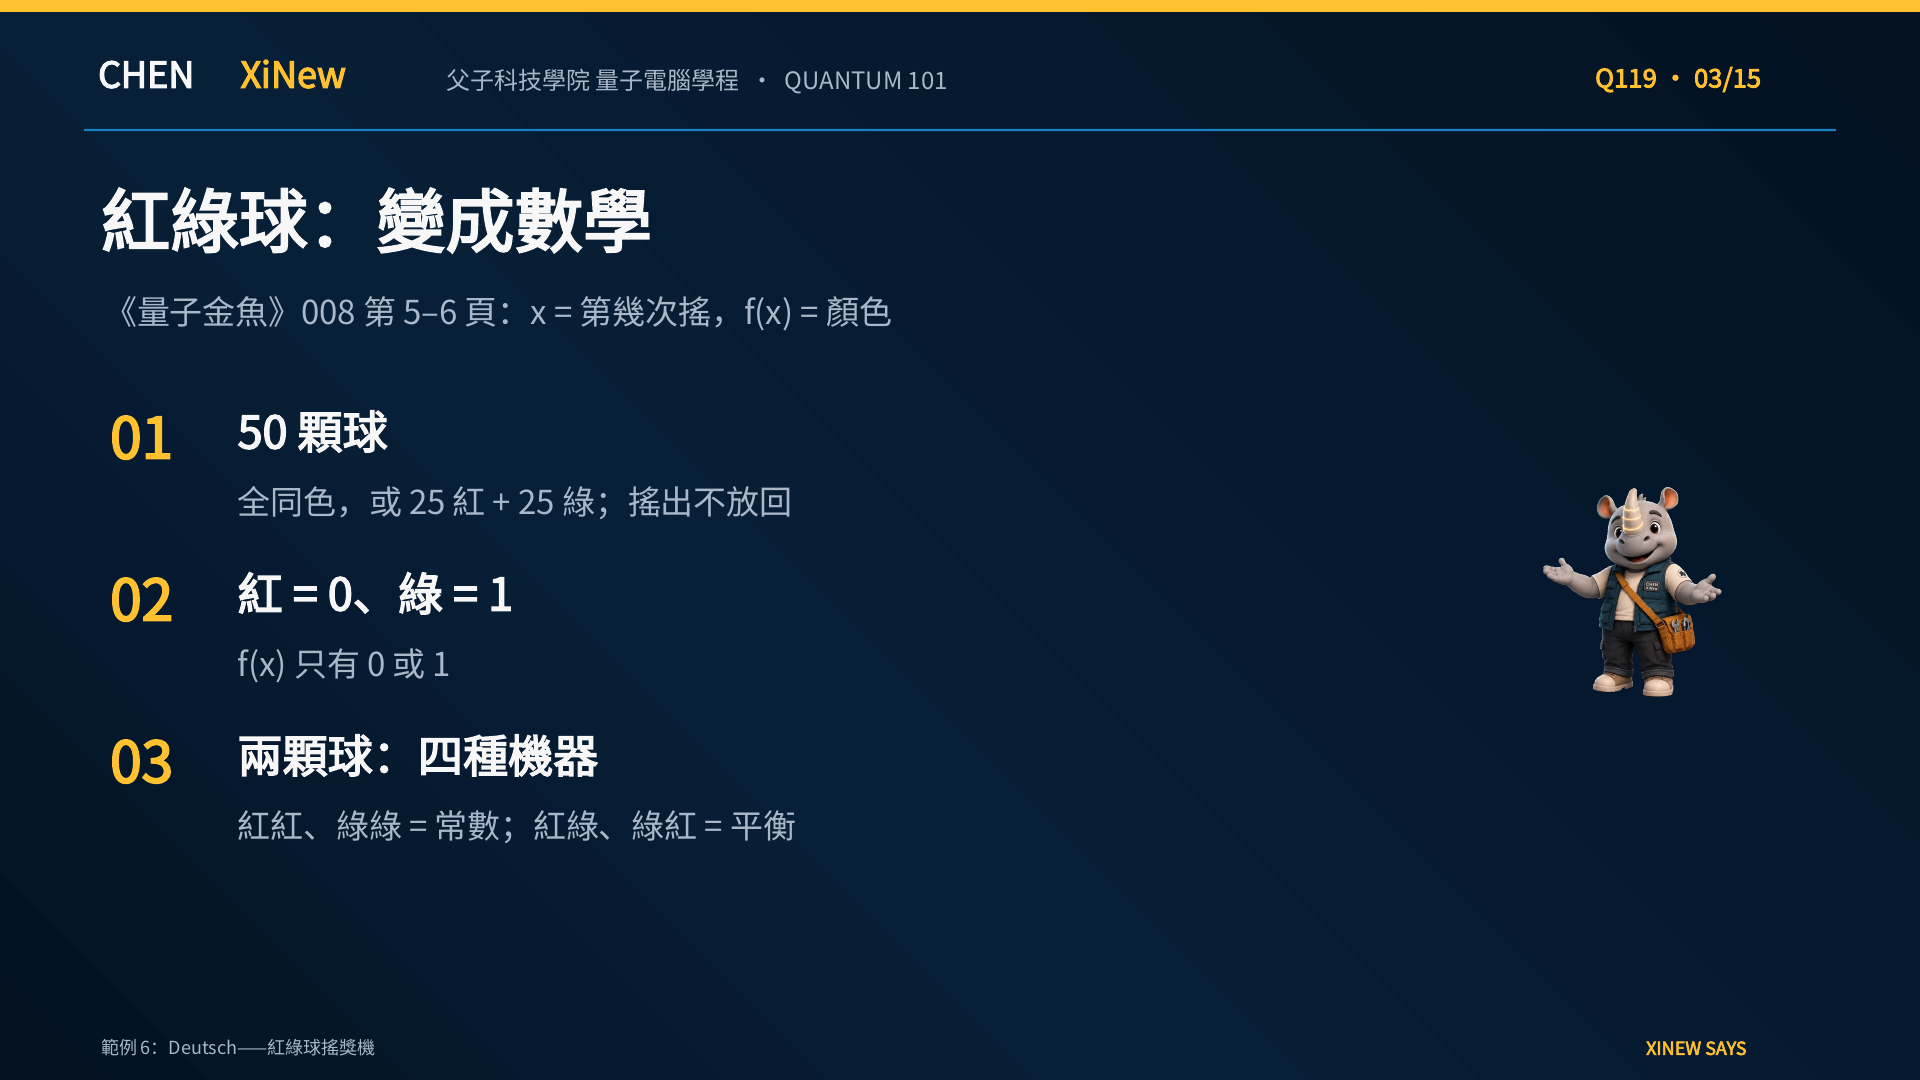 CHEN XiNew 父子科技學院 量子電腦學程 • QUANTUM 101 Q119 • 03/15
紅綠球：變成數學
《量子金魚》008 第 5–6 頁：x = 第幾次搖，f(x) = 顏色
01 50 顆球
全同色，或 25 紅 + 25 綠；搖出不放回
02 紅 = 0、綠 = 1
f(x) 只有 0 或 1
03 兩顆球：四種機器
紅紅、綠綠 = 常數；紅綠、綠紅 = 平衡
範例 6：Deutsch——紅綠球搖獎機
XINEW SAYS